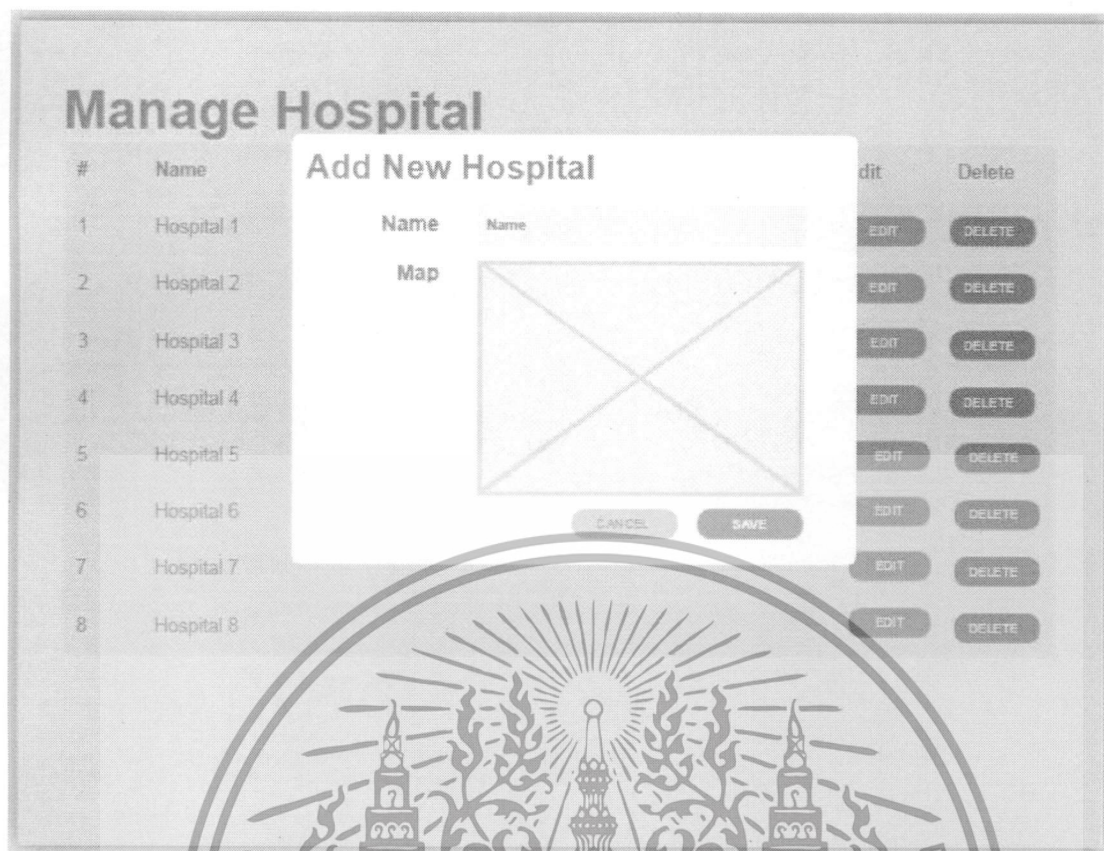 Manage Hospital
Add New Hospital
# Name dit Delete
Name Name
1 Hospital 1 EDIT DELETE
Map
2 Hospital 2 EDIT DELETE
3 Hospital 3 EDIT DELETE
4 Hospital 4 EDIT DELETE
5 Hospital 5 EDIT DELETE
6 Hospital 6 EDIT DELETE
CANCEL SAVE
7 Hospital 7 EDIT DELETE
8 Hospital 8 EDIT DELETE